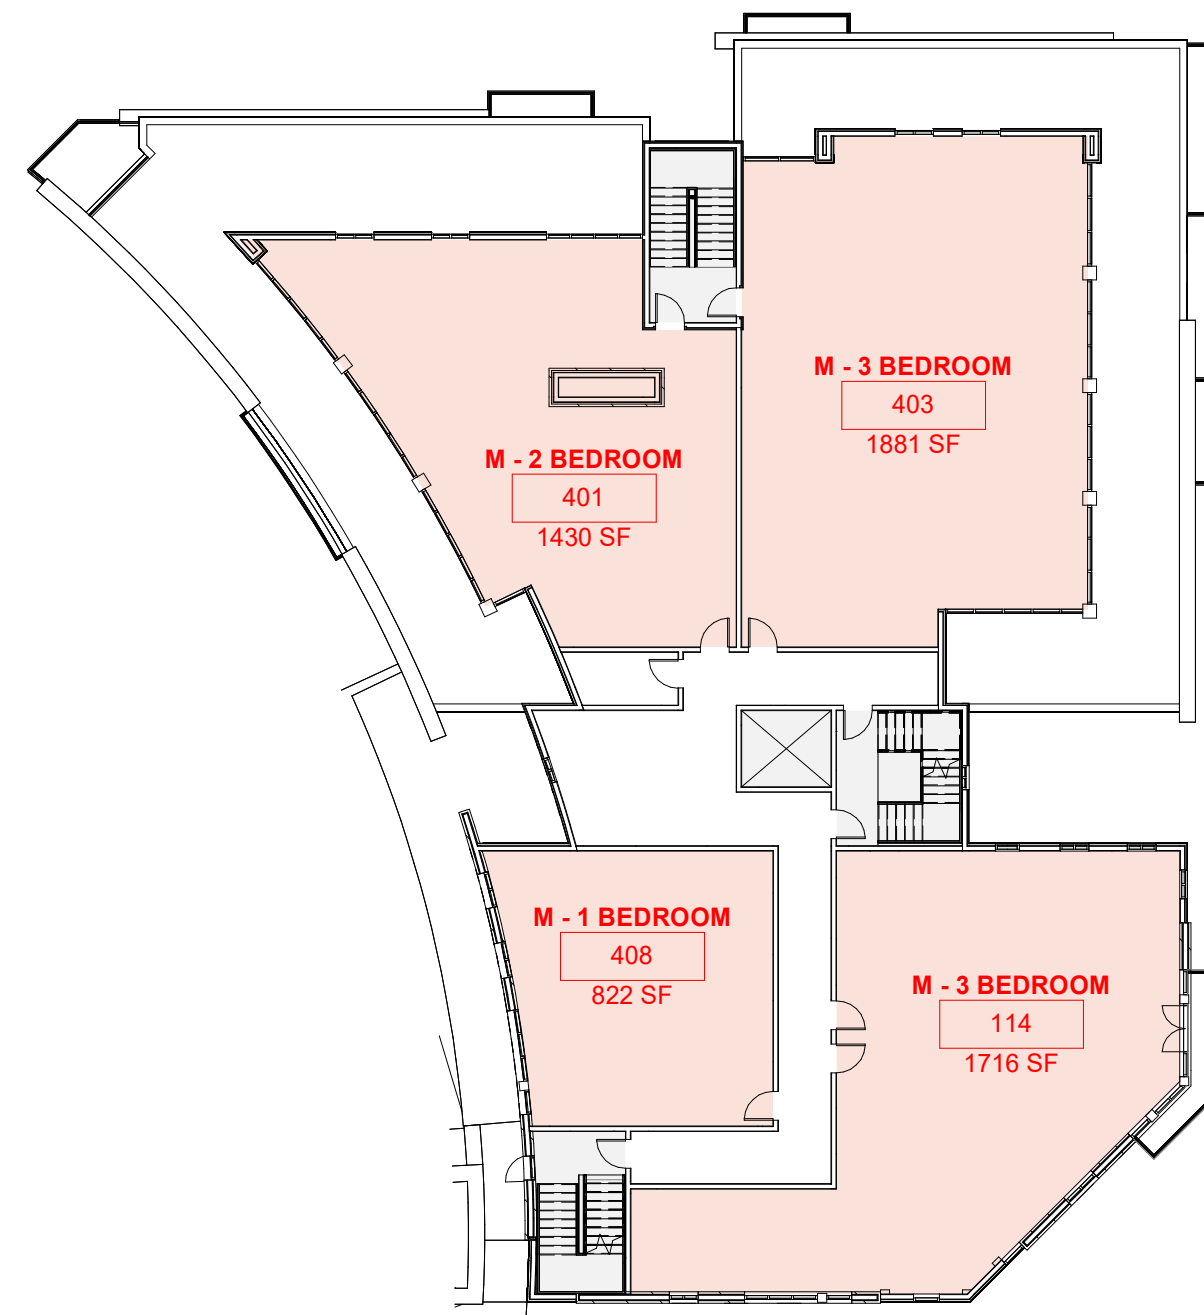 M - 3 BEDROOM
403
1881 SF
M - 2 BEDROOM
401
1430 SF
M - 1 BEDROOM
408
822 SF
M - 3 BEDROOM
114
1716 SF